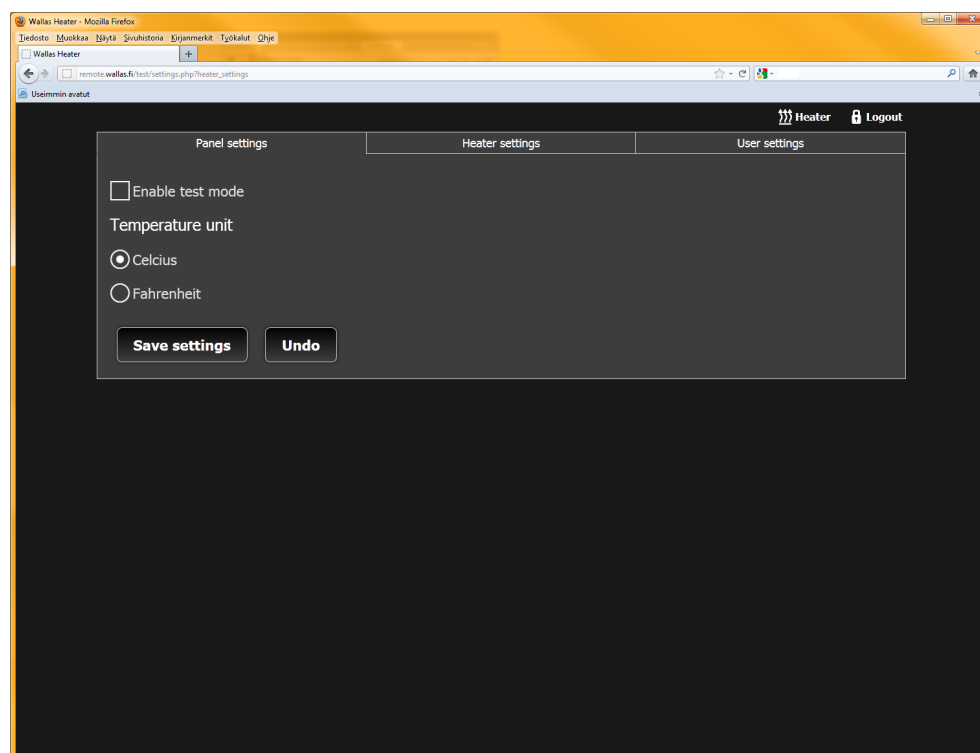 Wallas Heater - Mozilla Firefox
Tiedosto Muokkaa Näytä Sivuhistoria Kirjanmerkit Työkalut Ohje
Wallas Heater
remote.wallas.fi/test/settings.php?heater_settings
Useimmin avatut
Heater Logout
Panel settings Heater settings User settings
Enable test mode
Temperature unit
Celcius
Fahrenheit
Save settings Undo